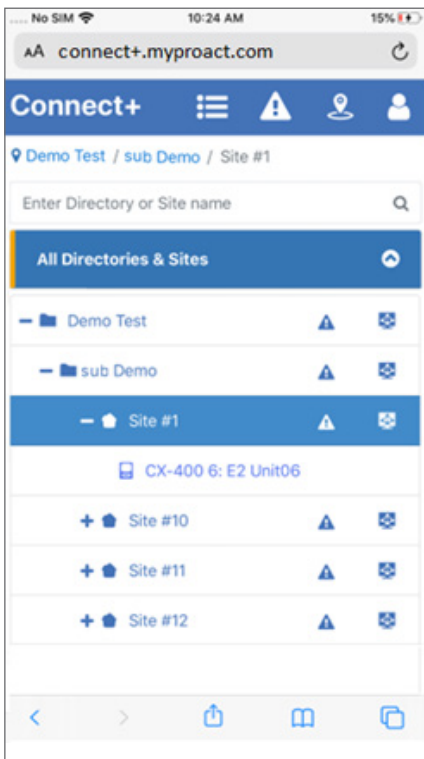 .... No SIM 10:24 AM 15%
AA connect+.myproact.com
Connect+
Demo Test / sub Demo / Site #1
Enter Directory or Site name
All Directories & Sites
Demo Test
sub Demo
Site #1
CX-400 6: E2 Unit06
Site #10
Site #11
Site #12